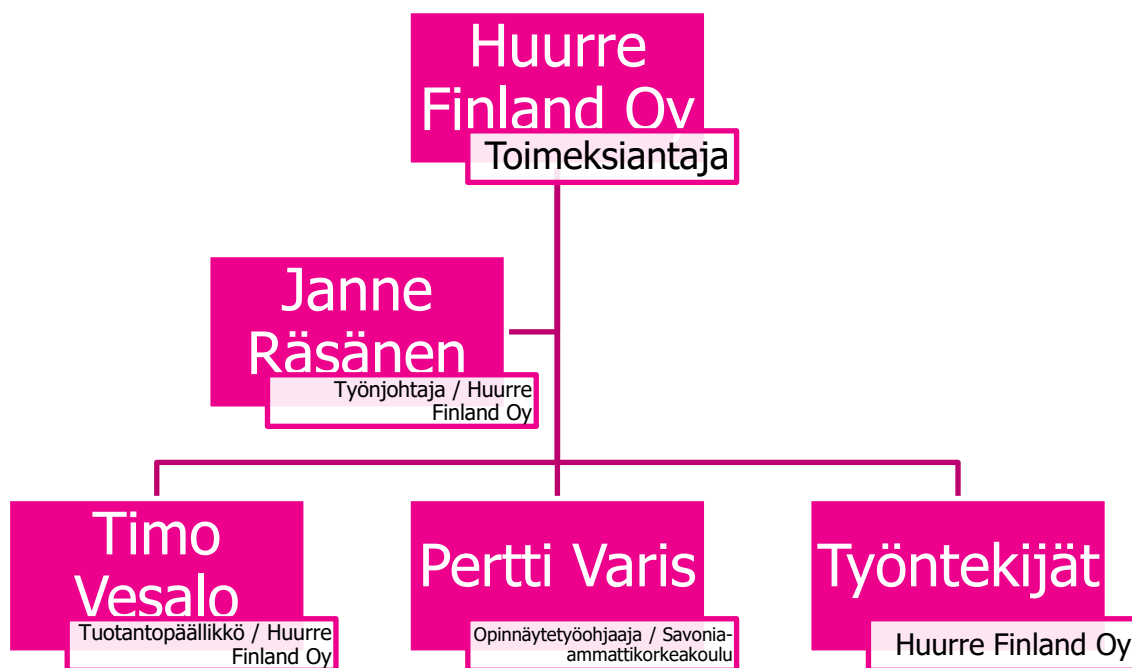 Huurre
Finland Oy
Toimeksiantaja
Janne
Räsänen
Työnjohtaja / Huurre
Finland Oy
Timo
Vesalo
Tuotantopäällikkö / Huurre
Finland Oy
Pertti Varis
Opinnäytetyöohjaaja / Savonia-
ammattikorkeakoulu
Työntekijät
Huurre Finland Oy